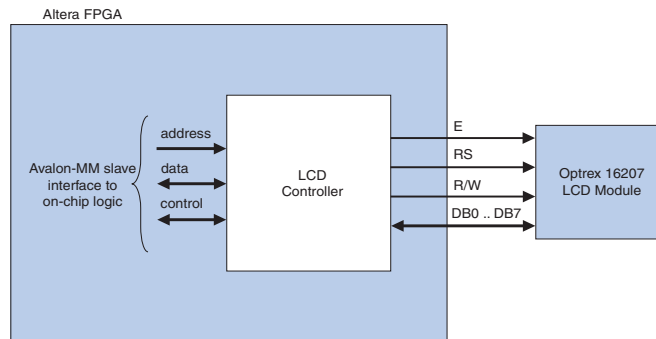 Altera FPGA
address
Avalon-MM slave
interface to
on-chip logic
data
control
LCD
Controller
E
RS
R/W
DB0 .. DB7
Optrex 16207
LCD Module